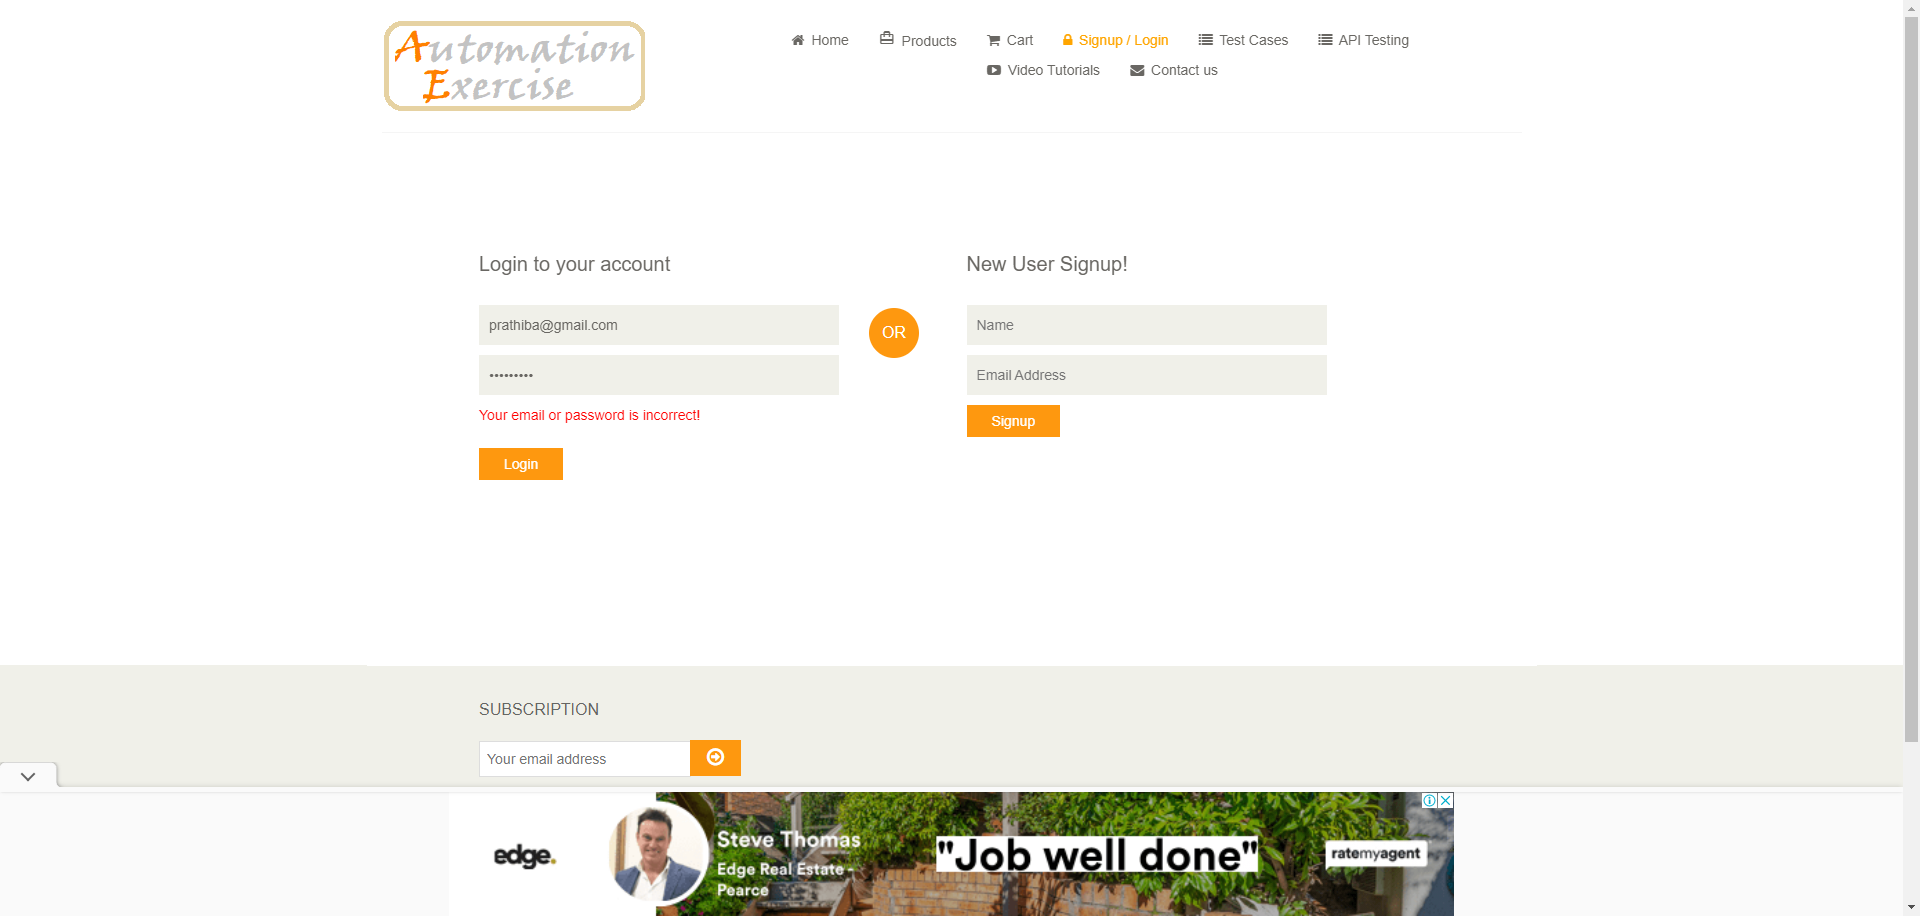 Automation
Exercise
Home
Products
Cart
Signup / Login
Test Cases
API Testing
Video Tutorials
Contact us
Login to your account
prathiba@gmail.com
•••••••••
Your email or password is incorrect!
Login
OR
New User Signup!
Name
Email Address
Signup
SUBSCRIPTION
Your email address
edge.
Steve Thomas
Edge Real Estate -
Pearce
"Job well done"
ratemyagent